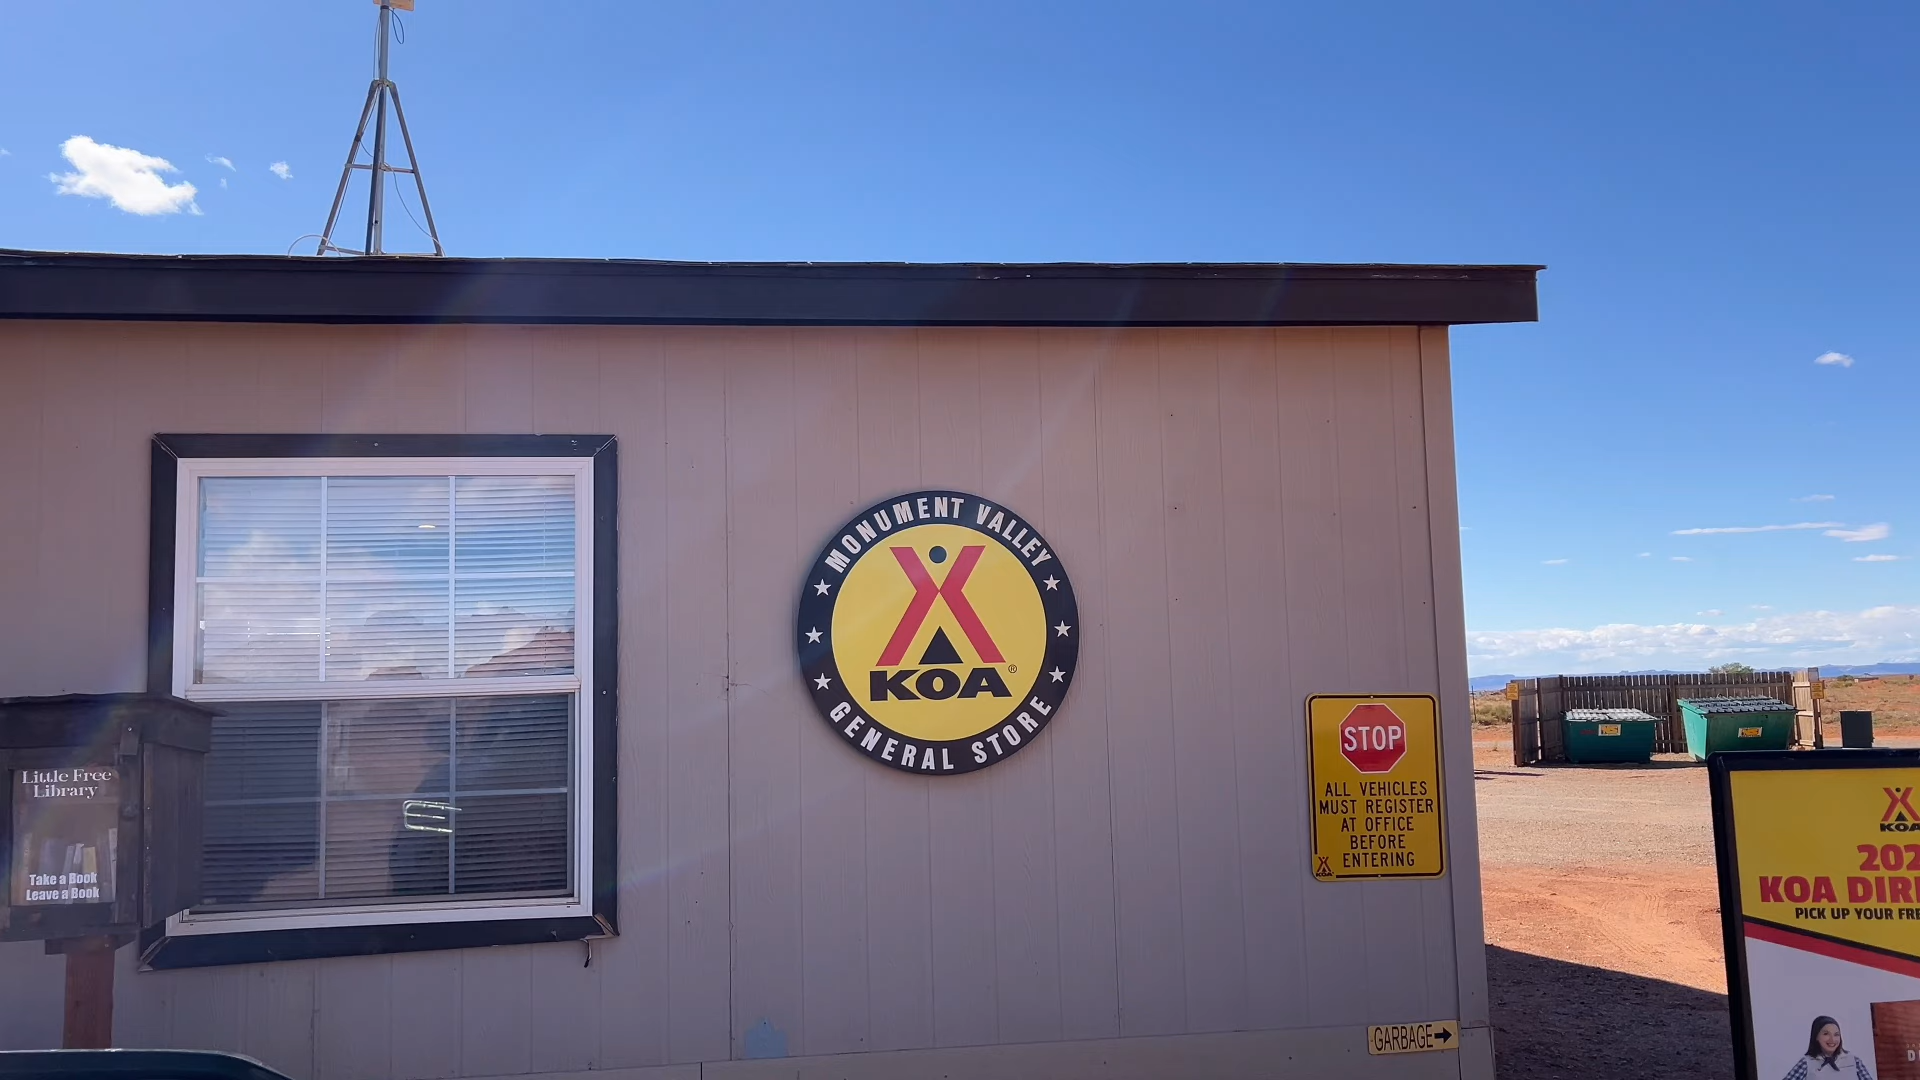 MONUMENT VALLEY
KOA®
GENERAL STORE
Little Free
Library
Take a Book
Leave a Book
STOP
ALL VEHICLES
MUST REGISTER
AT OFFICE
BEFORE
ENTERING
GARBAGE
KOA
KOA
PICK UP YOUR